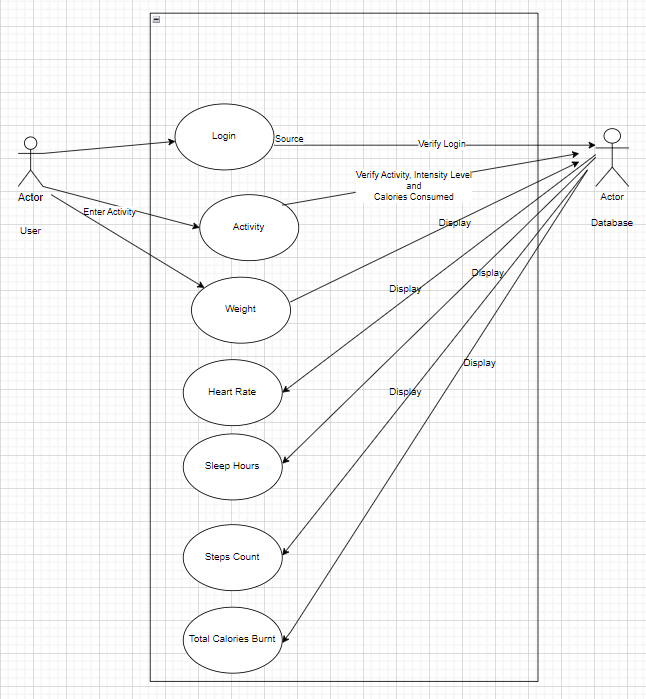 Login
Source
Verify Login
Actor
User
Actor
Database
Verify Activity, Intensity Level
and
Calories Consumed
Enter Activity
Activity
Display
Display
Display
Weight
Display
Display
Heart Rate
Sleep Hours
Steps Count
Total Calories Burnt